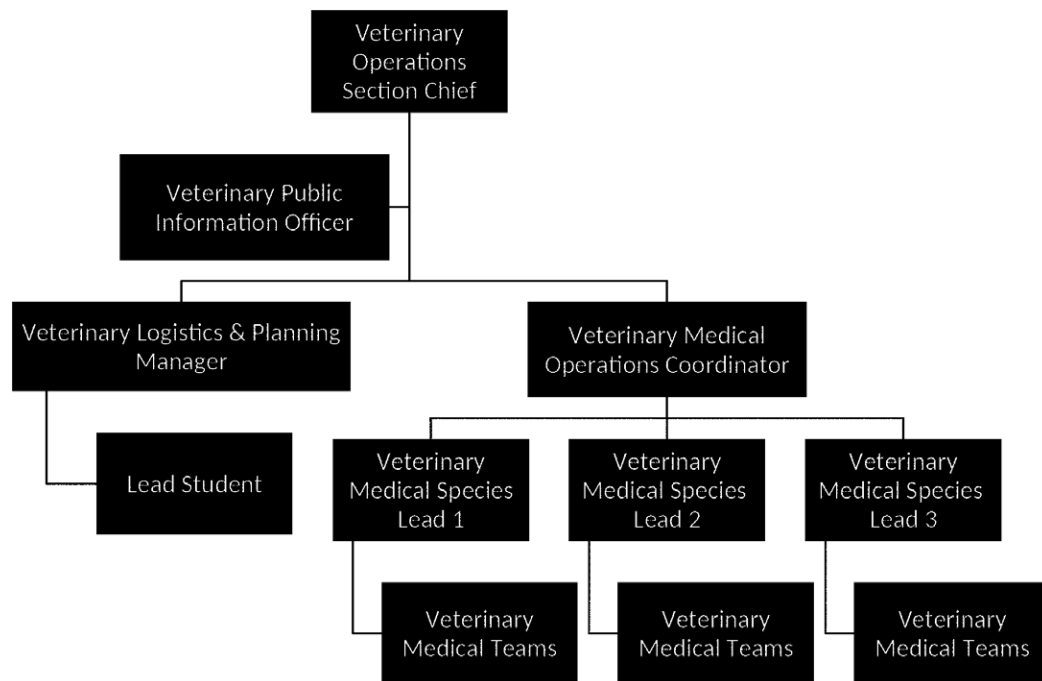 Veterinary
Operations
Section Chief
Veterinary Public
Information Officer
Veterinary Logistics & Planning
Manager
Veterinary Medical
Operations Coordinator
Lead Student
Veterinary
Medical Species
Lead 1
Veterinary
Medical Species
Lead 2
Veterinary
Medical Species
Lead 3
Veterinary
Medical Teams
Veterinary
Medical Teams
Veterinary
Medical Teams